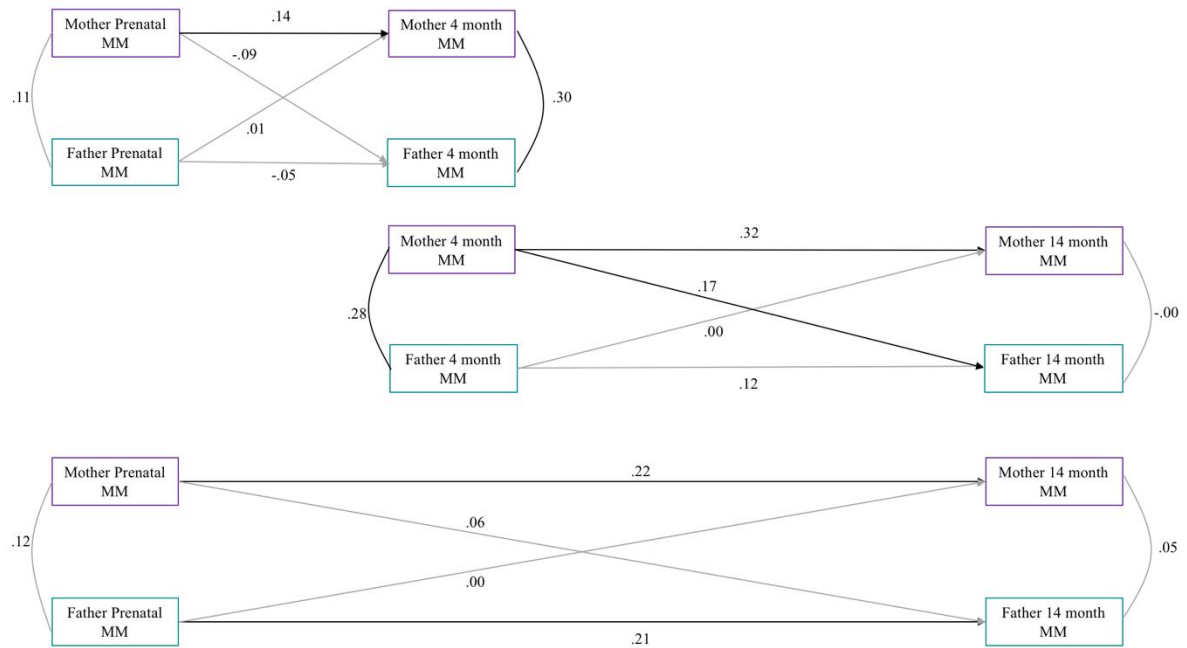 Mother Prenatal
MM
.14
Mother 4 month
MM
-.09
.11
.30
.01
Father Prenatal
MM
-.05
Father 4 month
MM
Mother 4 month
MM
.32
Mother 14 month
MM
.17
.28
-.00
.00
Father 4 month
MM
.12
Father 14 month
MM
Mother Prenatal
MM
.22
Mother 14 month
MM
.06
.12
.05
.00
Father Prenatal
MM
.21
Father 14 month
MM